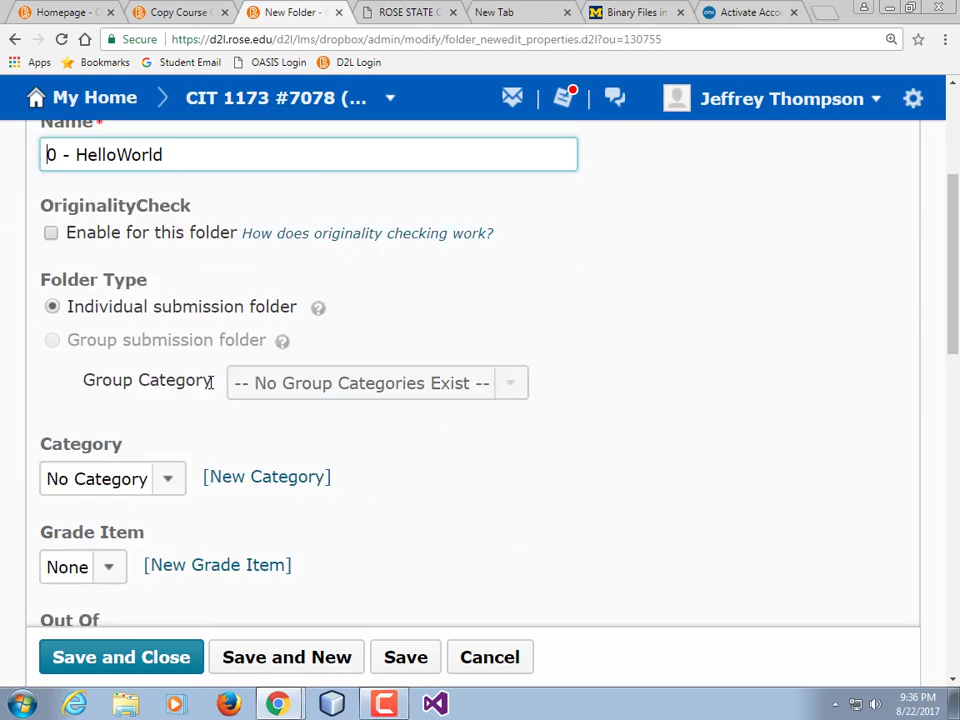 Homepage - C
Copy Course C
New Folder -
ROSE STATE C
New Tab
Binary Files in
Activate Acco
Secure
https://d2l.rose.edu/d2l/lms/dropbox/admin/modify/folder_newedit_properties.d2l?ou=130755
Apps
Bookmarks
Student Email
OASIS Login
D2L Login
My Home
CIT 1173 #7078 (...
Jeffrey Thompson
Name*
0 - HelloWorld
OriginalityCheck
Enable for this folder How does originality checking work?
Folder Type
Individual submission folder
Group submission folder
Group Category
-- No Group Categories Exist --
Category
No Category
[New Category]
Grade Item
None
[New Grade Item]
Out Of
Save and Close
Save and New
Save
Cancel
9:36 PM
8/22/2017